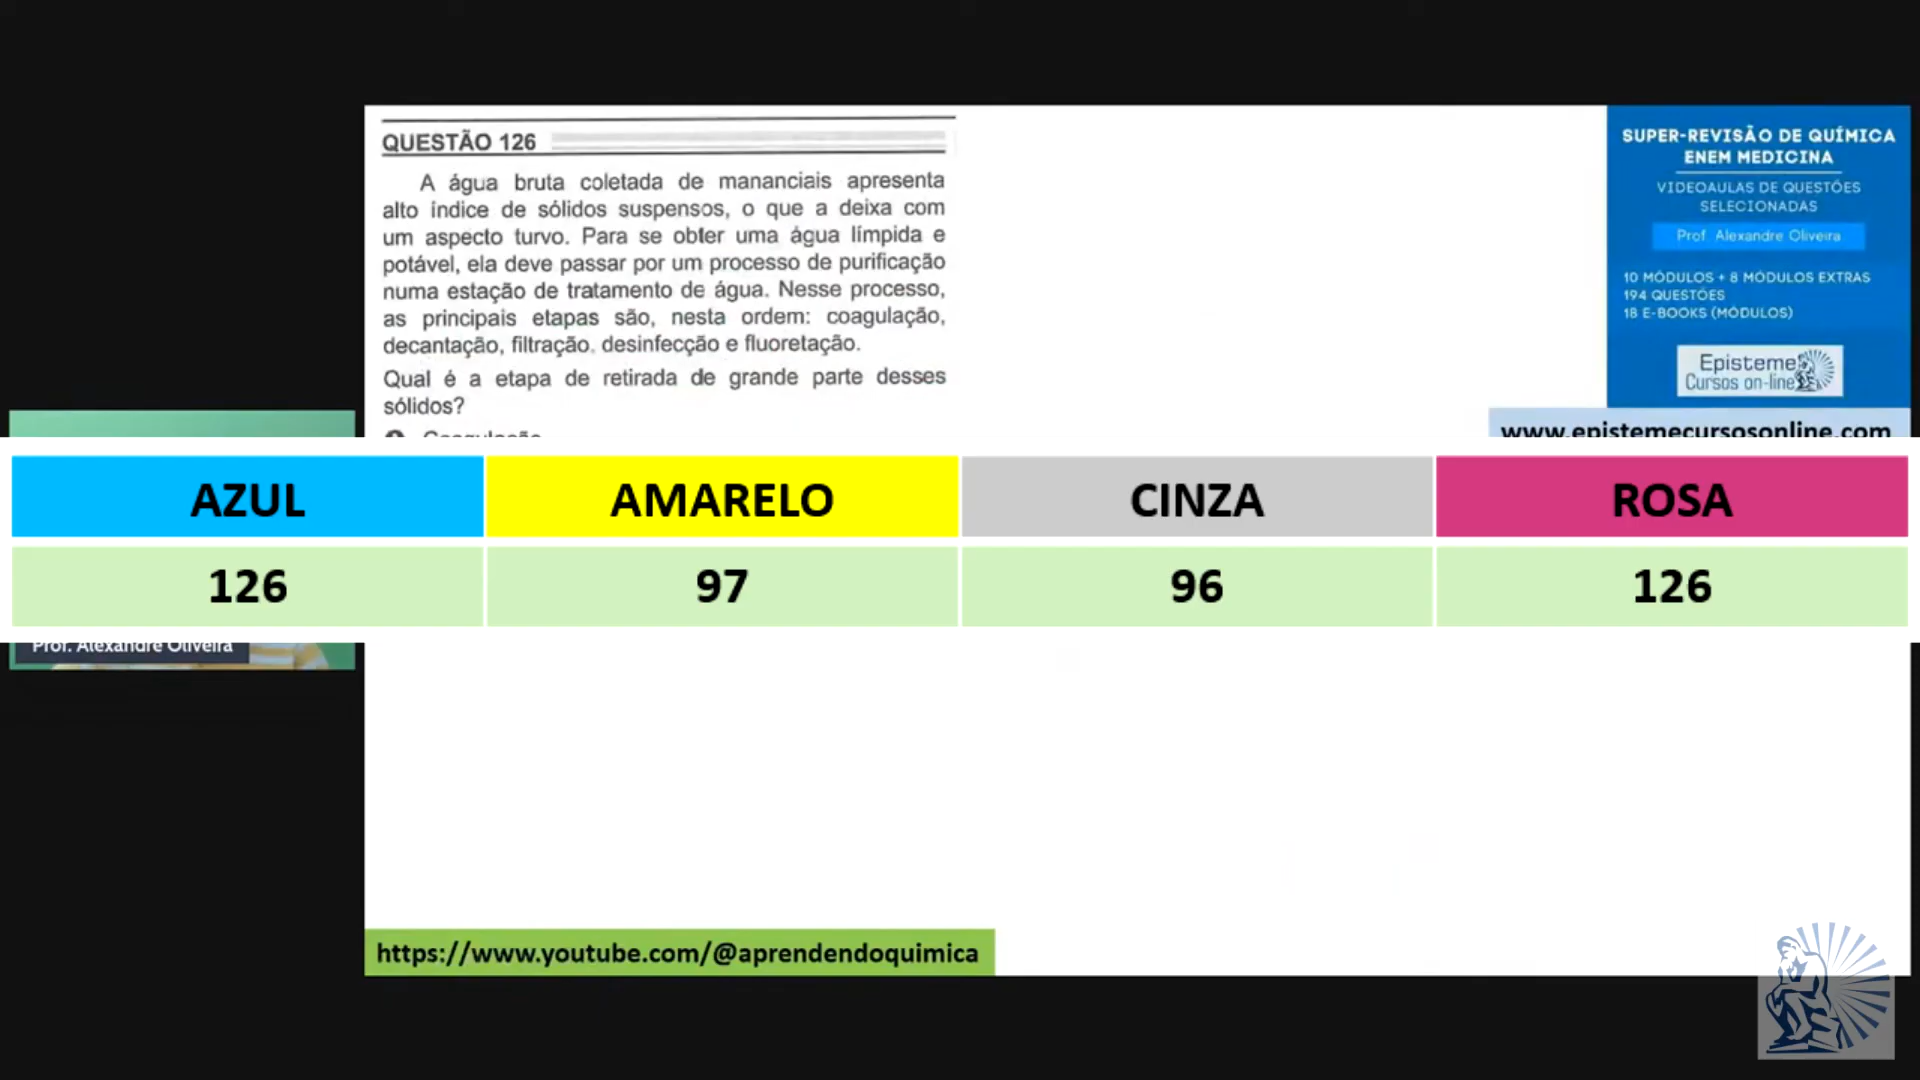 QUESTÃO 126
A água bruta coletada de mananciais apresenta
alto índice de sólidos suspensos, o que a deixa com
um aspecto turvo. Para se obter uma água límpida e
potável, ela deve passar por um processo de purificação
numa estação de tratamento de água. Nesse processo,
as principais etapas são, nesta ordem: coagulação,
decantação, filtração, desinfecção e fluoretação.
Qual é a etapa de retirada de grande parte desses
sólidos?
Coagulação
SUPER-REVISÃO DE QUÍMICA
ENEM MEDICINA
VIDEOAULAS DE QUESTÕES
SELECIONADAS
Prof. Alexandre Oliveira
10 MÓDULOS + 8 MÓDULOS EXTRAS
194 QUESTÕES
18 E-BOOKS (MÓDULOS)
Episteme
Cursos on-line
www.epistemecursosonline.com
AZUL AMARELO CINZA ROSA
126 97 96 126
Prof. Alexandre Oliveira
https://www.youtube.com/@aprendendoquimica